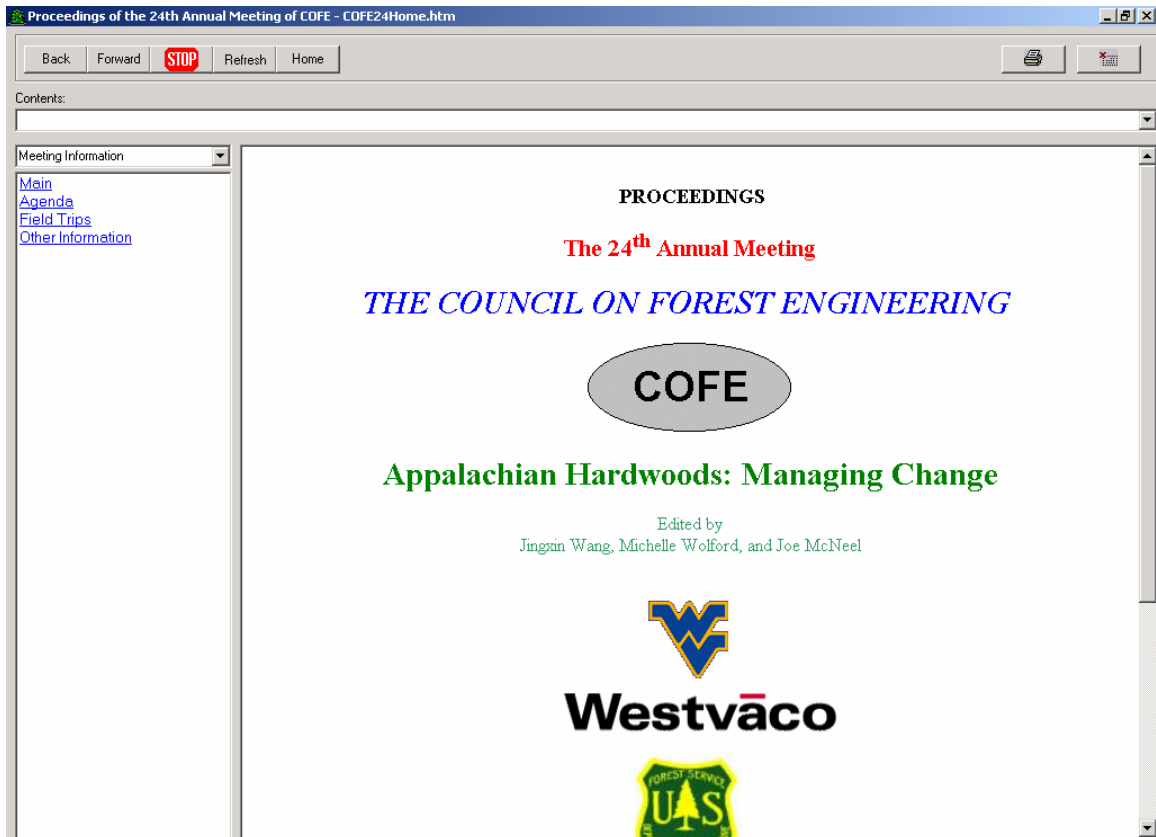 Proceedings of the 24th Annual Meeting of COFE - COFE24Home.htm
Back Forward STOP Refresh Home
Contents:
Meeting Information
Main
Agenda
Field Trips
Other Information
PROCEEDINGS
The 24th Annual Meeting
THE COUNCIL ON FOREST ENGINEERING
COFE
Appalachian Hardwoods: Managing Change
Edited by
Jingxin Wang, Michelle Wolford, and Joe McNeel
WV
Westvāco
FOREST SERVICE
U S